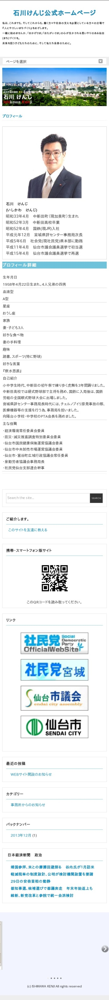 石川けんじ公式ホームページ
私は、これまでも、そしてこれからも、働く方々や社会の支えを必要としている方々の立場で
『人にやさしいまちづくり』をめざします。
一緒に始めませんか、「おかげさま」「おたがいさま」の心が生かされる思いやりのある仙台
(まち)づくりを。
未来を担う子どもたちのために、そして私たち自身のために。
ページを選択
仙台市議会議員 泉区
石川 けんじ
Ishikawa Kenji
プロフィール
石川　けんじ
(いしかわ　けんじ)
昭和33年4月　中新田町（現加美町）生まれ
昭和52年3月　中新田高校卒業
昭和52年4月　国鉄(現JR)入社
平成元年12月　宮城県評センター事務局次長
平成5年6月　社会党(現社民党)県本部に勤務
平成11年4月　仙台市議会議員選挙で初当選
平成15年4月　仙台市議会議員選挙で再選
プロフィール詳細
生年月日
1958年4月22日生まれ。4人兄弟の四男
血液型
A型
星座
おうし座
家族
妻・子ども3人
好きな食べ物
妻の手料理
趣味
読書、スポーツ(特に野球)
好きな言葉
『飲水思源』
自己紹介
小中学生時代、中新田の初午祭で練り歩く虎舞を3年間踊りました。
中新田高校では硬式野球部で主将を務め、国鉄に入局後は、国鉄
労組の全国軟式野球大会に出場しました。
宮城県評センター事務局長時代には、チェルノブイリ原発事故の際、
医療機器等の支援を行う為、事務局を担いました。
向陽台小学校・中学校のPTA会長を務めました。
主な役職
・経済環境常任委員会委員
・防災・減災推進調査特別委員会委員
・仙台市国民健康保険運営協議会委員
・仙台市中央卸売市場運営協議会委員
・仙台市・富谷町広域行政協議会常任委員
・泉勤労者協議会事務局長
・社民党仙台支部連合幹事
Search the site...
SEARCH
ご紹介します。
このサイトを友達に教える
携帯・スマートフォン版サイト
このQRコードを読み取ってください。
リンク
社民党 Social Democratic Party
OfficialWebSite
社民党宮城
仙台市議会
Sendai city assembly
仙台市
SENDAI CITY
最近の投稿
WEBサイト開設のお知らせ
カテゴリー
事務所からのお知らせ
バックナンバー
2013年12月 (1)
日本経済新聞　政治
靖国参拝、米との摩擦回避探る　谷内氏が1月訪米
軽減税率の制度設計、公明が検討機関設置を要請
29日の安倍首相の動静
都知事選、候補選びで都議奔走　年末年始返上も
維新、新党改革と参院で統一会派検討
(c) ISHIKAWA KENJI All rights reserved